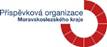 Příspěvková organizace
Moravskoslezského kraje